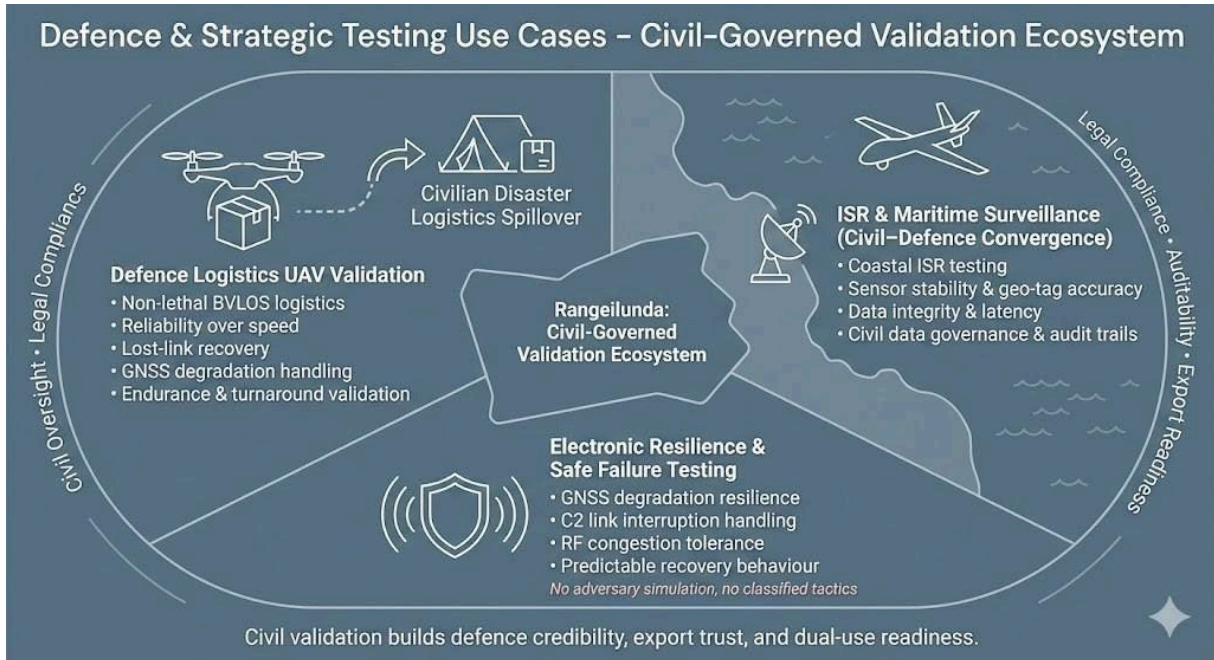 Defence & Strategic Testing Use Cases – Civil-Governed Validation Ecosystem
Civilian Disaster
Logistics Spillover
Defence Logistics UAV Validation
• Non-lethal BVLOS logistics
• Reliability over speed
• Lost-link recovery
• GNSS degradation handling
• Endurance & turnaround validation
Civil Oversight • Legal Compliancs
Rangeilunda:
Civil-Governed
Validation Ecosystem
ISR & Maritime Surveillance
(Civil–Defence Convergence)
• Coastal ISR testing
• Sensor stability & geo-tag accuracy
• Data integrity & latency
• Civil data governance & audit trails
Legal Compliance • Auditability • Export Readiness
Electronic Resilience &
Safe Failure Testing
• GNSS degradation resilience
• C2 link interruption handling
• RF congestion tolerance
• Predictable recovery behaviour
No adversary simulation, no classified tactics
Civil validation builds defence credibility, export trust, and dual-use readiness.